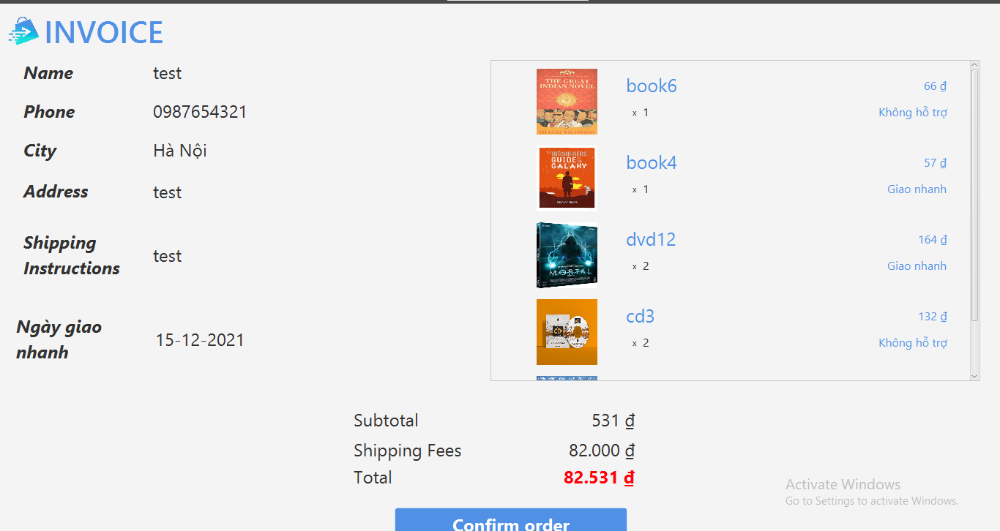 INVOICE
Name test
Phone 0987654321
City Hà Nội
Address test
Shipping
Instructions
test
Ngày giao
nhanh
15-12-2021
THE GREAT
INDIAN NOVEL
SHASHI THAROOR
book6 66 ₫
x 1 Không hỗ trợ
THE HITCHHIKERS
GUIDE
GALAXY
book4 57 ₫
x 1 Giao nhanh
MORTAL
dvd12 164 ₫
x 2 Giao nhanh
CD
cd3 132 ₫
x 2 Không hỗ trợ
Subtotal 531 ₫
Shipping Fees 82.000 ₫
Total 82.531 ₫
Confirm order
Activate Windows
Go to Settings to activate Windows.